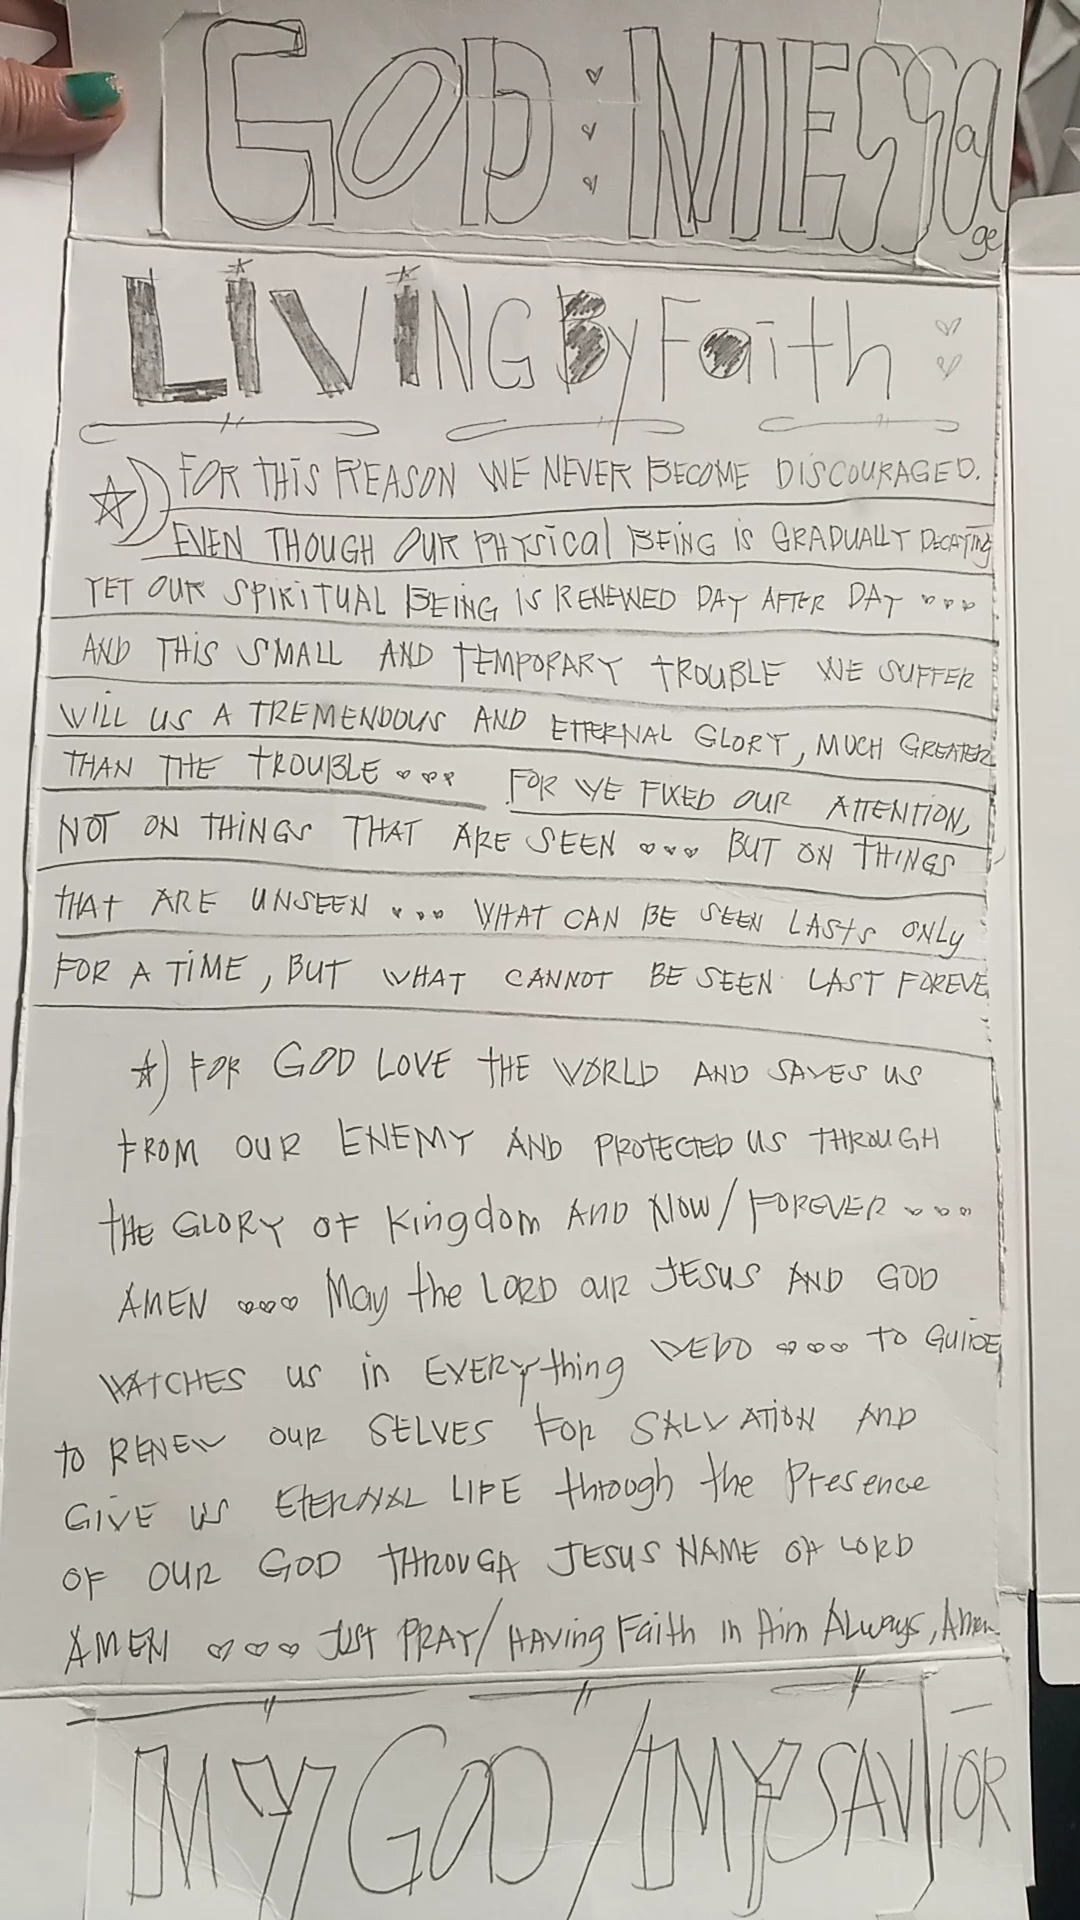 GOD: MESSage
LiViNG By Faith
FOR THiS REASON WE NEVER BECOME DISCOURAGED.
EVEN THOUGH OUR PHYSical BEING iS GRADUALLY DECAYING
YET OUR SPIRITUAL BEING IS RENEWED DAY AFTER DAY ...
AND THIS SMALL AND TEMPORARY TROUBLE WE SUFFER
WILL US A TREMENDOUS AND ETERNAL GLORY, MUCH GREATER
THAN THE TROUBLE ... FOR WE FIXED OUR ATTENTION,
NOT ON THINGS THAT ARE SEEN ... BUT ON THINGS
THAT ARE UNSEEN ... WHAT CAN BE SEEN LASTS ONLY
FOR A TIME, BUT WHAT CANNOT BE SEEN LAST FOREVE
FOR GOD LOVE THE WORLD AND SAVES US
FROM OUR ENEMY AND PROTECTED US THROUGH
THE GLORY OF Kingdom AND NOW/FOREVER ...
AMEN ... May the LORD OUR JESUS AND GOD
WATCHES US in EVERYthing ... TO GUIDE
TO RENEW OUR SELVES FOR SALVATION AND
GIVE US ETERNAL LIFE through the Presence
OF OUR GOD THROUGH JESUS NAME OF LORD
AMEN ... JUST PRAY/HAVING Faith in Him Always, Amen
MY GOD/MY SAVIOR